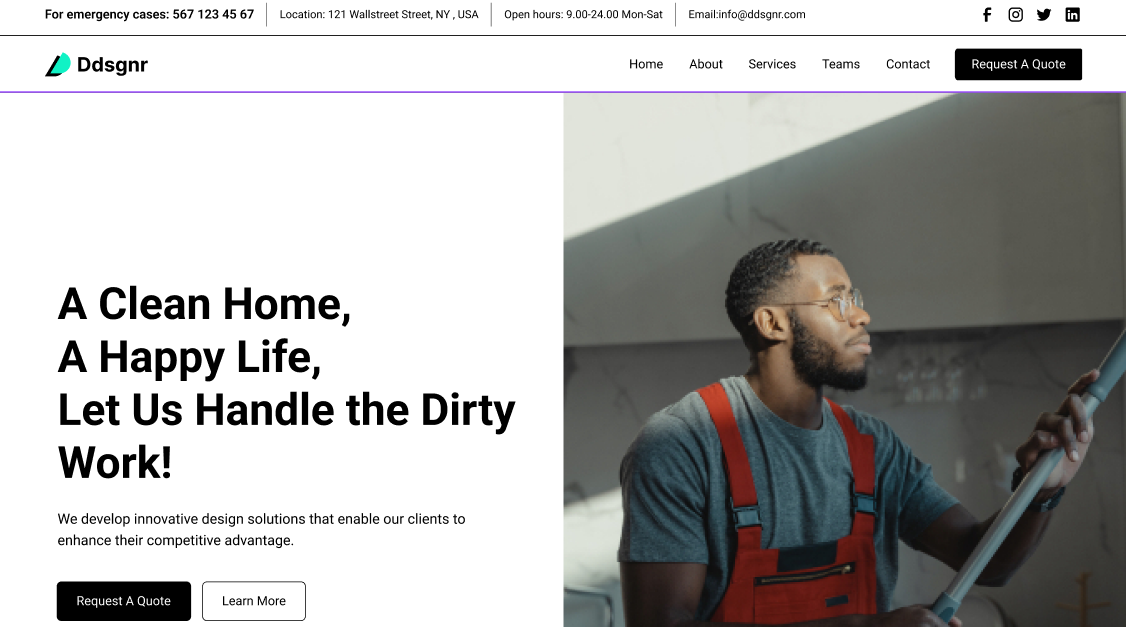 For emergency cases: 567 123 45 67
Location: 121 Wallstreet Street, NY , USA
Open hours: 9.00-24.00 Mon-Sat
Email:info@ddsgnr.com
Ddsgnr
Home
About
Services
Teams
Contact
Request A Quote
A Clean Home,
A Happy Life,
Let Us Handle the Dirty
Work!
We develop innovative design solutions that enable our clients to
enhance their competitive advantage.
Request A Quote
Learn More